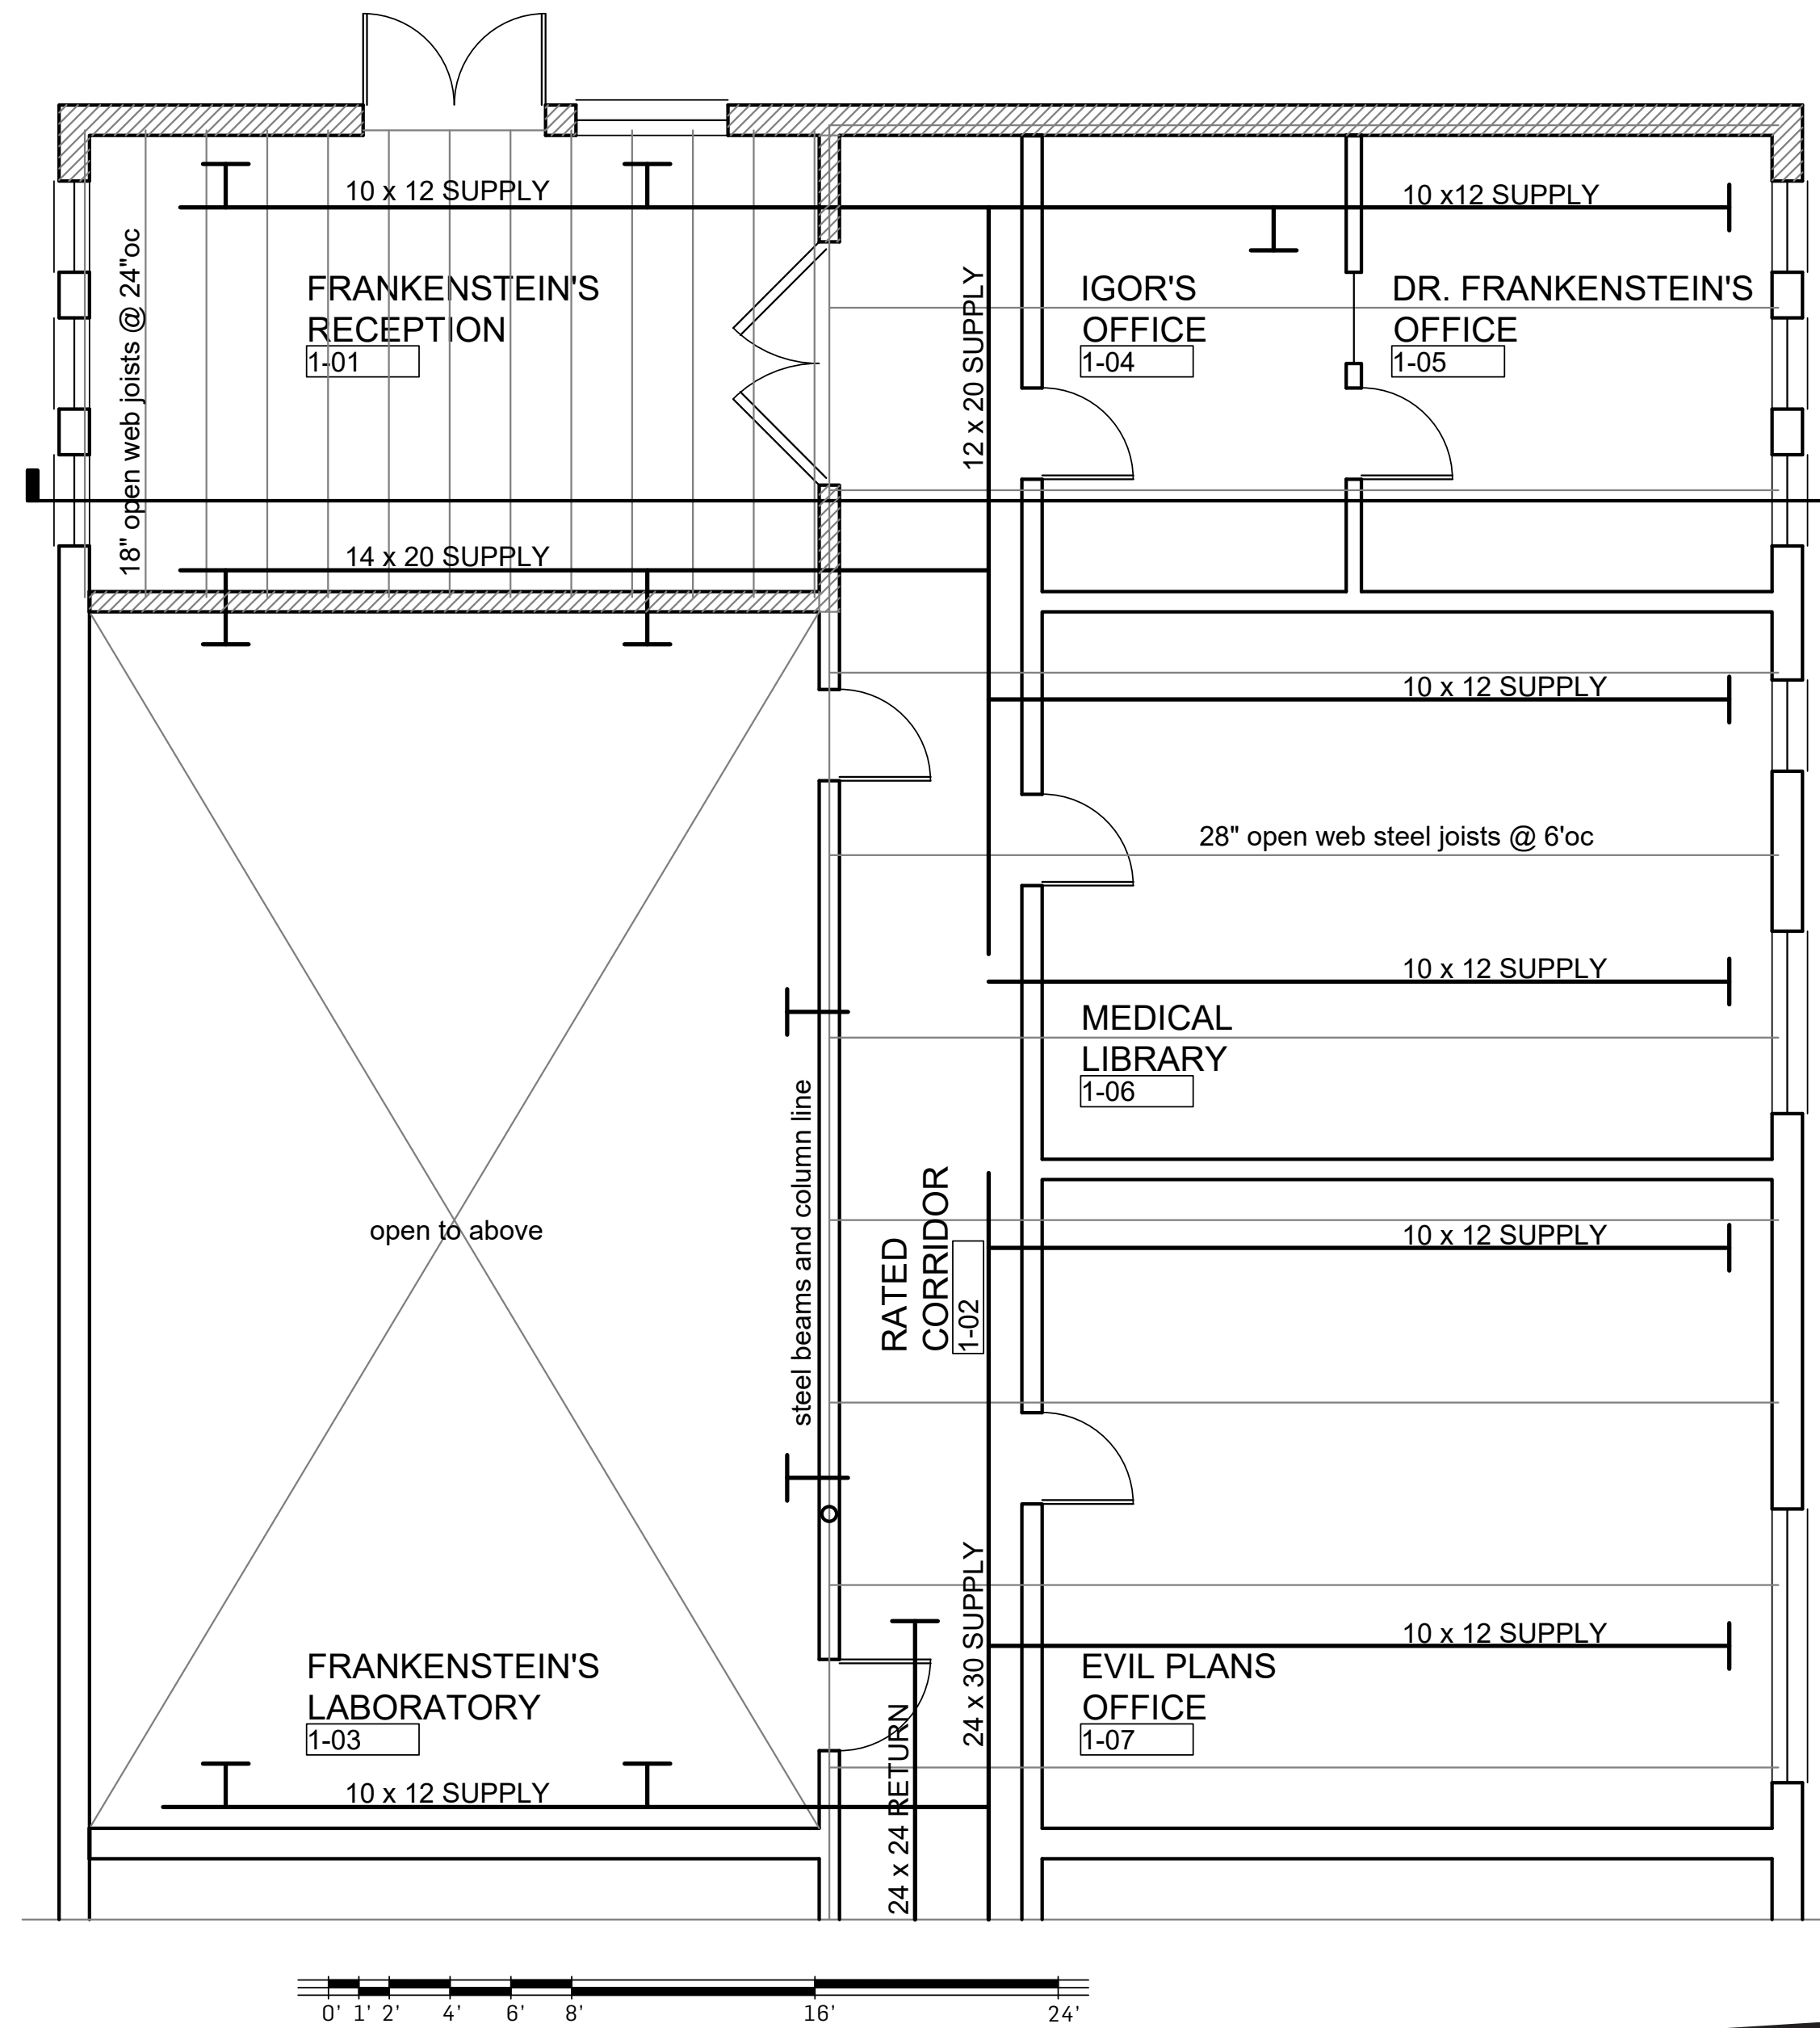 10 x 12 SUPPLY
10 x12 SUPPLY
18" open web joists @ 24"oc
FRANKENSTEIN'S
RECEPTION
1-01
12 x 20 SUPPLY
IGOR'S
OFFICE
1-04
DR. FRANKENSTEIN'S
OFFICE
1-05
14 x 20 SUPPLY
10 x 12 SUPPLY
28" open web steel joists @ 6'oc
10 x 12 SUPPLY
MEDICAL
LIBRARY
1-06
steel beams and column line
RATED
CORRIDOR
1-02
open to above
10 x 12 SUPPLY
24 x 30 SUPPLY
10 x 12 SUPPLY
FRANKENSTEIN'S
LABORATORY
1-03
EVIL PLANS
OFFICE
1-07
24 x 24 RETURN
10 x 12 SUPPLY
0' 1' 2' 4' 6' 8' 16' 24'